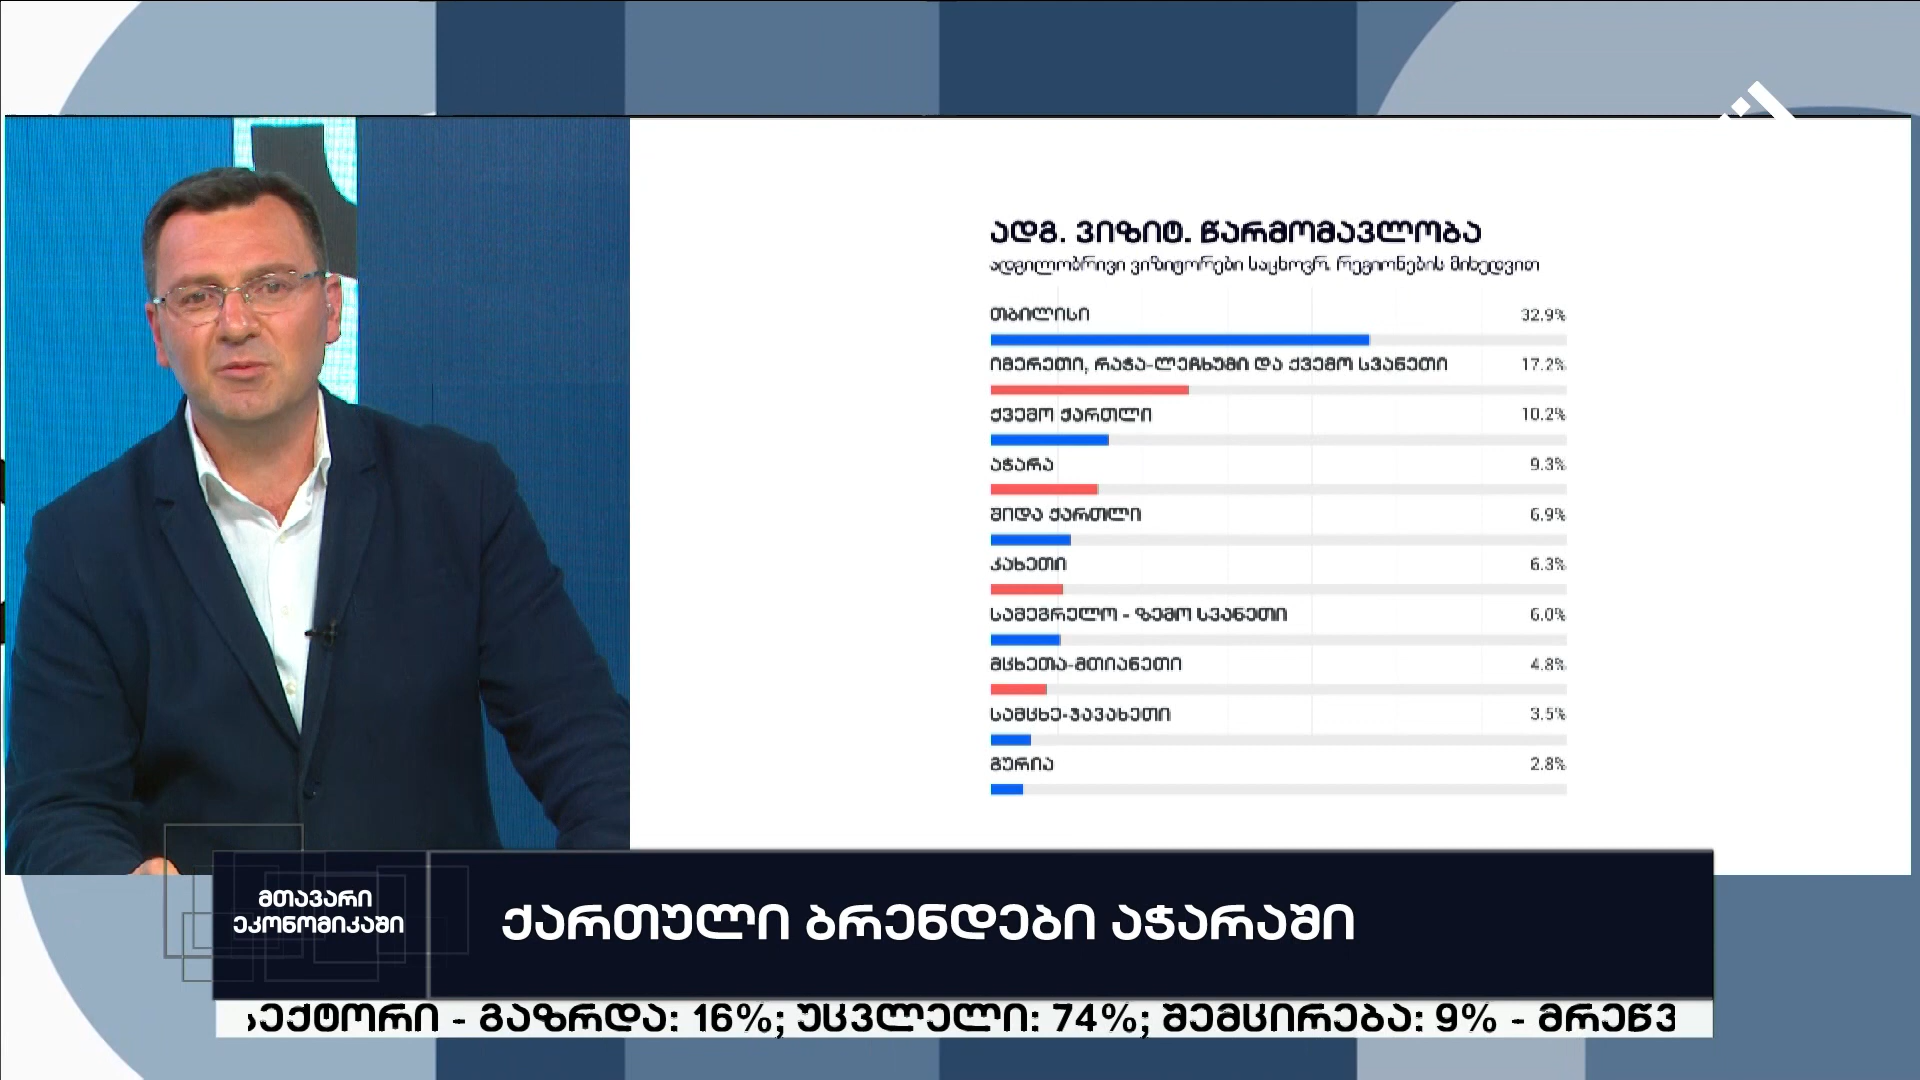 ადგ. ვიზიტ. წარმომავლობა
ადგილობრივი ვიზიტორები საცხოვრ. რეგიონების მიხედვით
თბილისი 32.9%
იმერეთი, რაჭა-ლეჩხუმი და ქვემო სვანეთი 17.2%
ქვემო ქართლი 10.2%
აჭარა 9.3%
შიდა ქართლი 6.9%
კახეთი 6.3%
სამეგრელო - ზემო სვანეთი 6.0%
მცხეთა-მთიანეთი 4.8%
სამცხე-ჯავახეთი 3.5%
გურია 2.8%
მთავარი
ეკონომიკაში
ქართული ბრენდები აჭარაში
ექტორი - გაზრდა: 16%; უცვლელი: 74%; შემცირება: 9% - მრეწვ